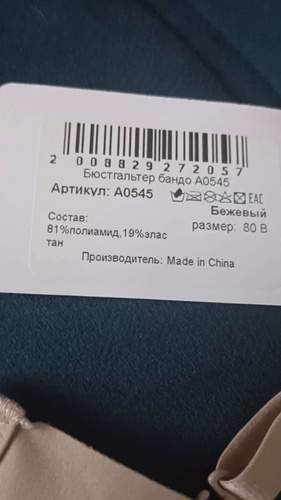 2 008829 272057
Бюстгальтер бандо А0545
Артикул: А0545 EAC
Бежевый
Состав: размер: 80 В
81%полиамид,19%элас
тан
Производитель: Made in China